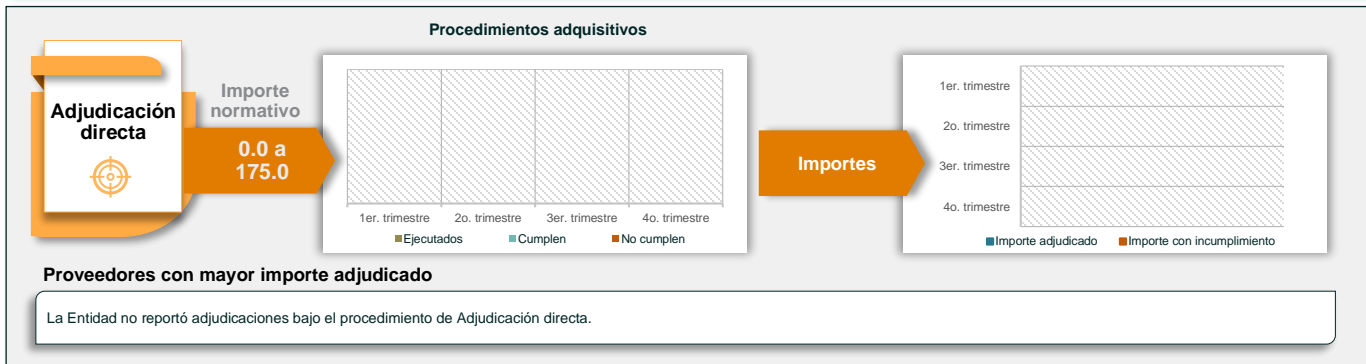 Procedimientos adquisitivos
Adjudicación
directa
Importe
normativo
0.0 a
175.0
1er. trimestre 2o. trimestre 3er. trimestre 4o. trimestre
Ejecutados Cumplen No cumplen
Importes
1er. trimestre
2o. trimestre
3er. trimestre
4o. trimestre
Importe adjudicado Importe con incumplimiento
Proveedores con mayor importe adjudicado
La Entidad no reportó adjudicaciones bajo el procedimiento de Adjudicación directa.